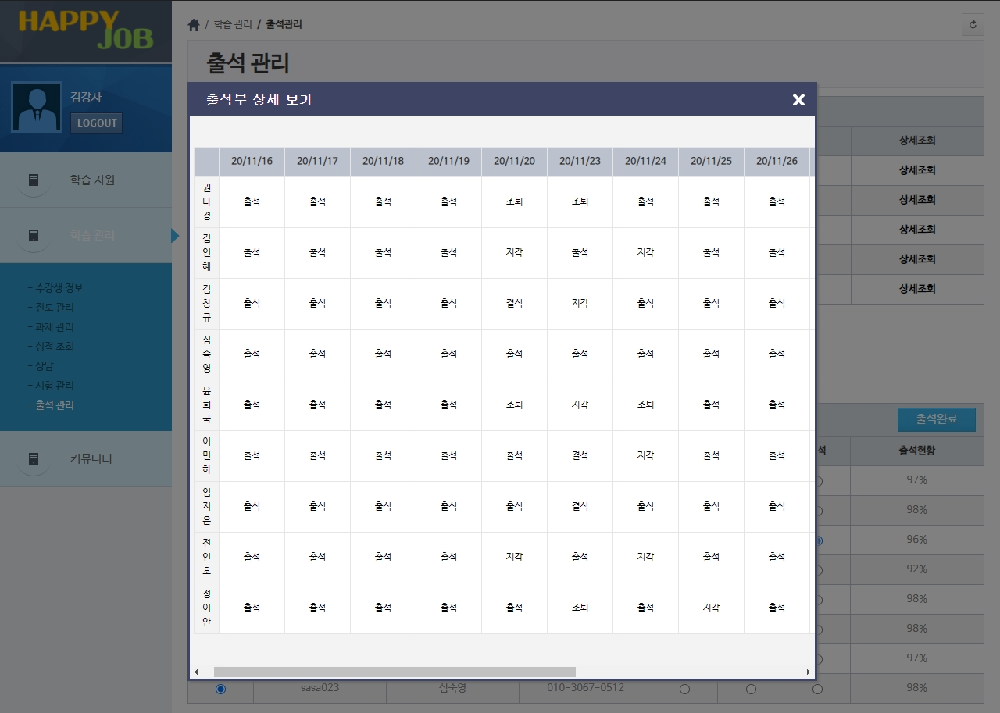 HAPPY
JOB
김강사
LOGOUT
학습 지원
학습 관리
- 수강생 정보
- 진도 관리
- 과제 관리
- 성적 조회
- 상담
- 시험 관리
- 출석 관리
커뮤니티
/ 학습 관리 / 출석관리
출석 관리
출석부 상세 보기
20/11/16 20/11/17 20/11/18 20/11/19 20/11/20 20/11/23 20/11/24 20/11/25 20/11/26
권다경 출석 출석 출석 출석 조퇴 조퇴 출석 출석 출석
김인혜 출석 출석 출석 출석 지각 출석 지각 출석 출석
김창규 출석 출석 출석 출석 결석 지각 출석 출석 출석
심숙영 출석 출석 출석 출석 출석 출석 출석 출석 출석
윤희국 출석 출석 출석 출석 조퇴 지각 조퇴 출석 출석
이민하 출석 출석 출석 출석 출석 결석 지각 출석 출석
임지은 출석 출석 출석 출석 출석 결석 출석 출석 출석
전인호 출석 출석 출석 출석 지각 출석 지각 출석 출석
정이안 출석 출석 출석 출석 출석 조퇴 출석 지각 출석
상세조회
상세조회
상세조회
상세조회
상세조회
상세조회
출석완료
석 출석현황
97%
98%
96%
92%
98%
98%
97%
sasa023 심숙영 010-3067-0512 98%